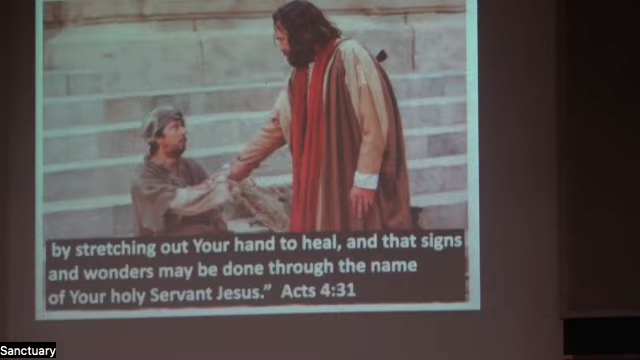 by stretching out Your hand to heal, and that signs
and wonders may be done through the name
of Your holy Servant Jesus.” Acts 4:31
Sanctuary